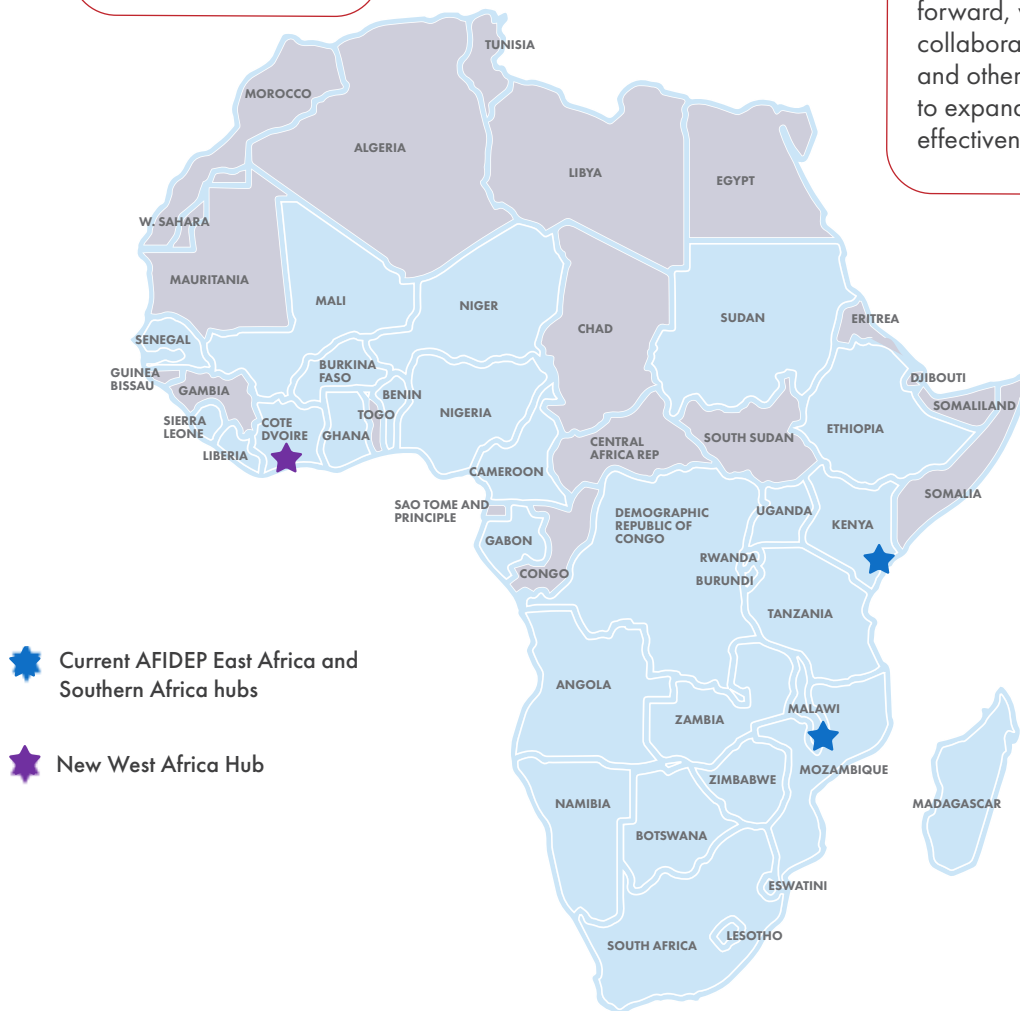 forward,
collabora
and other
to expand
effectiven
TUNISIA
MOROCCO
ALGERIA
LIBYA
EGYPT
W. SAHARA
MAURITANIA
MALI
NIGER
CHAD
SUDAN
ERITREA
SENEGAL
GUINEA
BISSAU
GAMBIA
BURKINA
FASO
BENIN
TOGO
NIGERIA
DJIBOUTI
SOMALILAND
SIERRA
LEONE
COTE
DVOIRE
GHANA
LIBERIA
CENTRAL
AFRICA REP
SOUTH SUDAN
ETHIOPIA
CAMEROON
SOMALIA
SAO TOME AND
PRINCIPLE
DEMOGRAPHIC
REPUBLIC OF
CONGO
UGANDA
KENYA
GABON
CONGO
RWANDA
BURUNDI
TANZANIA
Current AFIDEP East Africa and
Southern Africa hubs
ANGOLA
ZAMBIA
MALAWI
New West Africa Hub
MOZAMBIQUE
ZIMBABWE
NAMIBIA
MADAGASCAR
BOTSWANA
ESWATINI
LESOTHO
SOUTH AFRICA